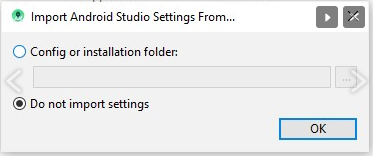 Import Android Studio Settings From...
Config or installation folder:
...
Do not import settings
OK